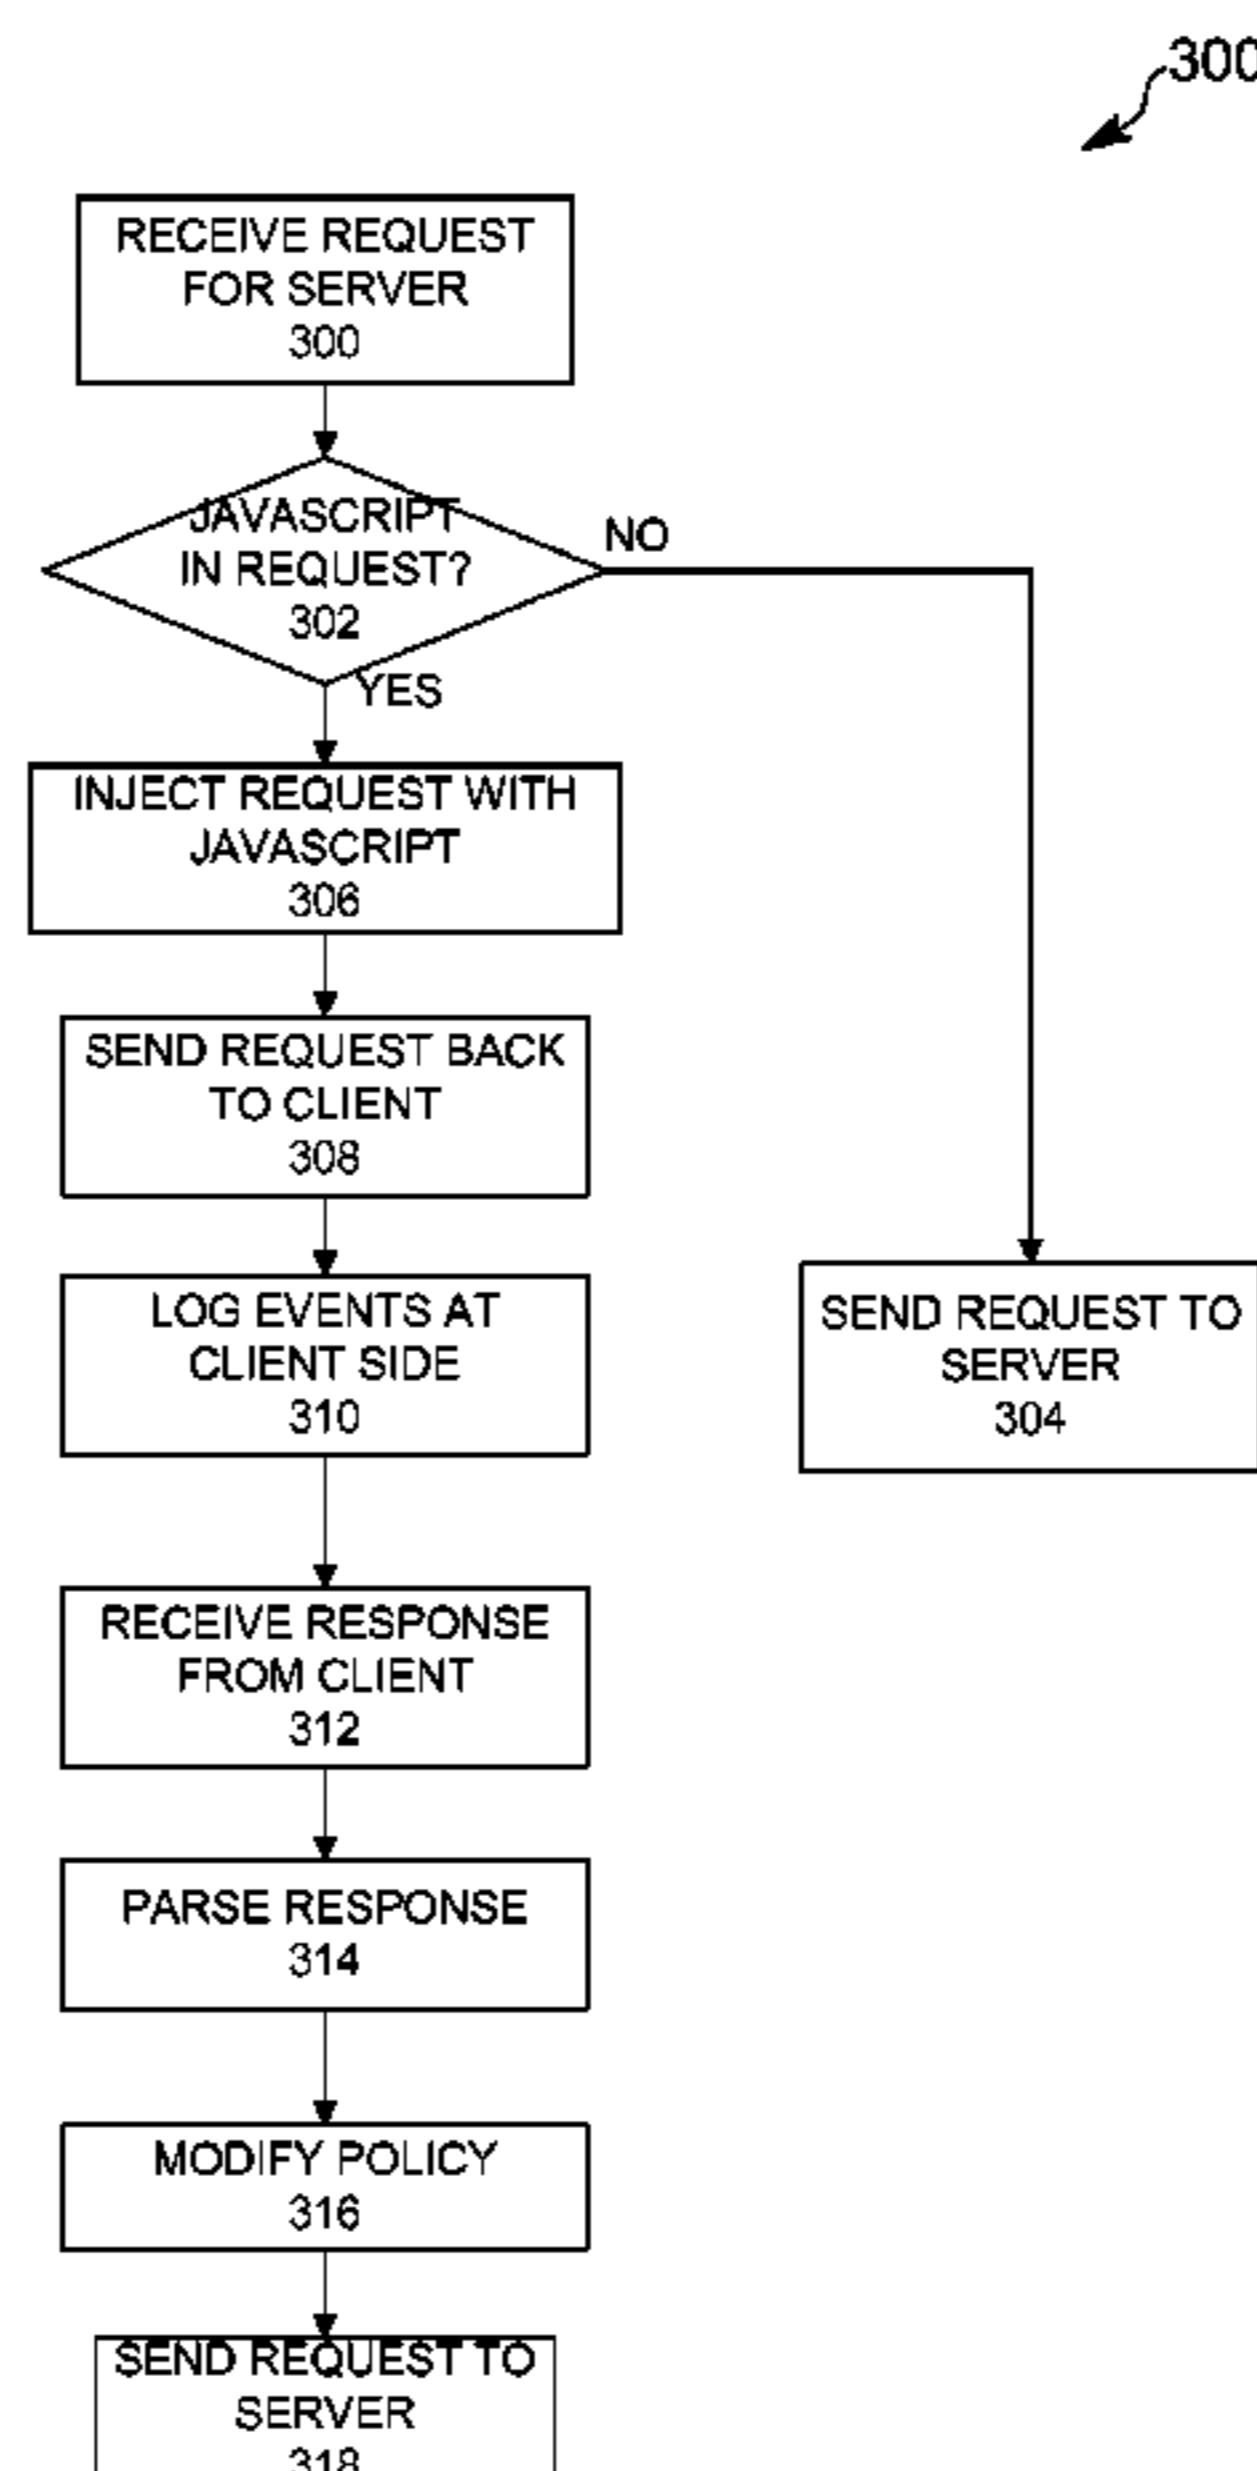 300
RECEIVE REQUEST
FOR SERVER
300
JAVASCRIPT
IN REQUEST?
302
NO
YES
INJECT REQUEST WITH
JAVASCRIPT
306
SEND REQUEST BACK
TO CLIENT
308
LOG EVENTS AT
CLIENT SIDE
310
SEND REQUEST TO
SERVER
304
RECEIVE RESPONSE
FROM CLIENT
312
PARSE RESPONSE
314
MODIFY POLICY
316
SEND REQUEST TO
SERVER
318